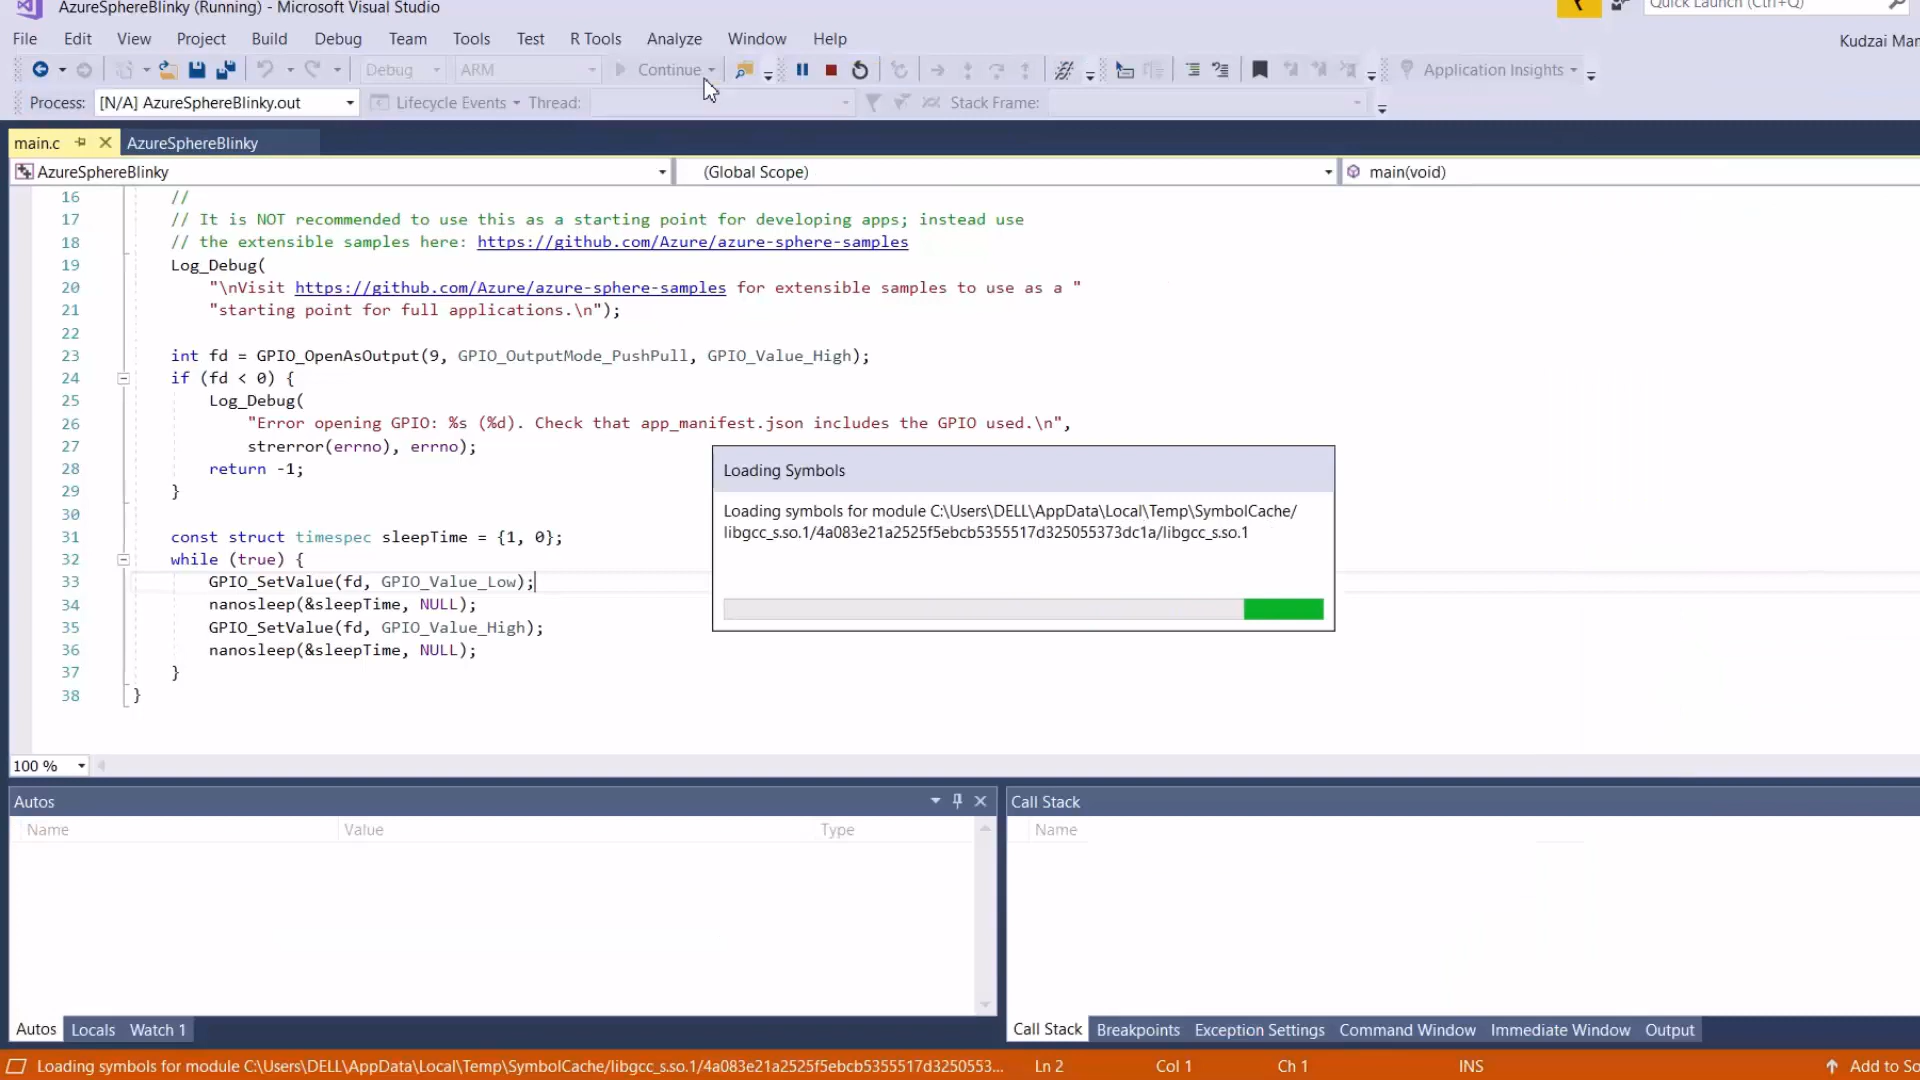 AzureSphereBlinky (Running) - Microsoft Visual Studio
Quick Launch (Ctrl+Q)
File Edit View Project Build Debug Team Tools Test R Tools Analyze Window Help
Kudzai Man
Debug ARM Continue Application Insights
Process: [N/A] AzureSphereBlinky.out Lifecycle Events Thread: Stack Frame:
main.c AzureSphereBlinky
AzureSphereBlinky (Global Scope) main(void)
16 //
17 // It is NOT recommended to use this as a starting point for developing apps; instead use
18 // the extensible samples here: https://github.com/Azure/azure-sphere-samples
19 Log_Debug(
20 "\nVisit https://github.com/Azure/azure-sphere-samples for extensible samples to use as a "
21 "starting point for full applications.\n");
22
23 int fd = GPIO_OpenAsOutput(9, GPIO_OutputMode_PushPull, GPIO_Value_High);
24 if (fd < 0) {
25 Log_Debug(
26 "Error opening GPIO: %s (%d). Check that app_manifest.json includes the GPIO used.\n",
27 strerror(errno), errno);
28 return -1;
29 }
30
31 const struct timespec sleepTime = {1, 0};
32 while (true) {
33 GPIO_SetValue(fd, GPIO_Value_Low);
34 nanosleep(&sleepTime, NULL);
35 GPIO_SetValue(fd, GPIO_Value_High);
36 nanosleep(&sleepTime, NULL);
37 }
38 }
Loading Symbols
Loading symbols for module C:\Users\DELL\AppData\Local\Temp\SymbolCache/
libgcc_s.so.1/4a083e21a2525f5ebcb5355517d325055373dc1a/libgcc_s.so.1
100 %
Autos
Name Value Type
Call Stack
Name
Autos Locals Watch 1
Call Stack Breakpoints Exception Settings Command Window Immediate Window Output
Loading symbols for module C:\Users\DELL\AppData\Local\Temp\SymbolCache/libgcc_s.so.1/4a083e21a2525f5ebcb5355517d3250553... Ln 2 Col 1 Ch 1 INS Add to So